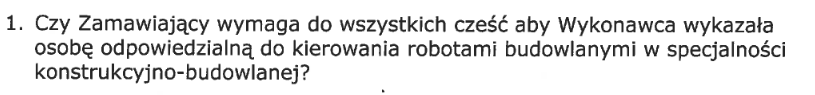 1. Czy Zamawiający wymaga do wszystkich cześć aby Wykonawca wykazała
osobę odpowiedzialną do kierowania robotami budowlanymi w specjalności
konstrukcyjno-budowlanej?